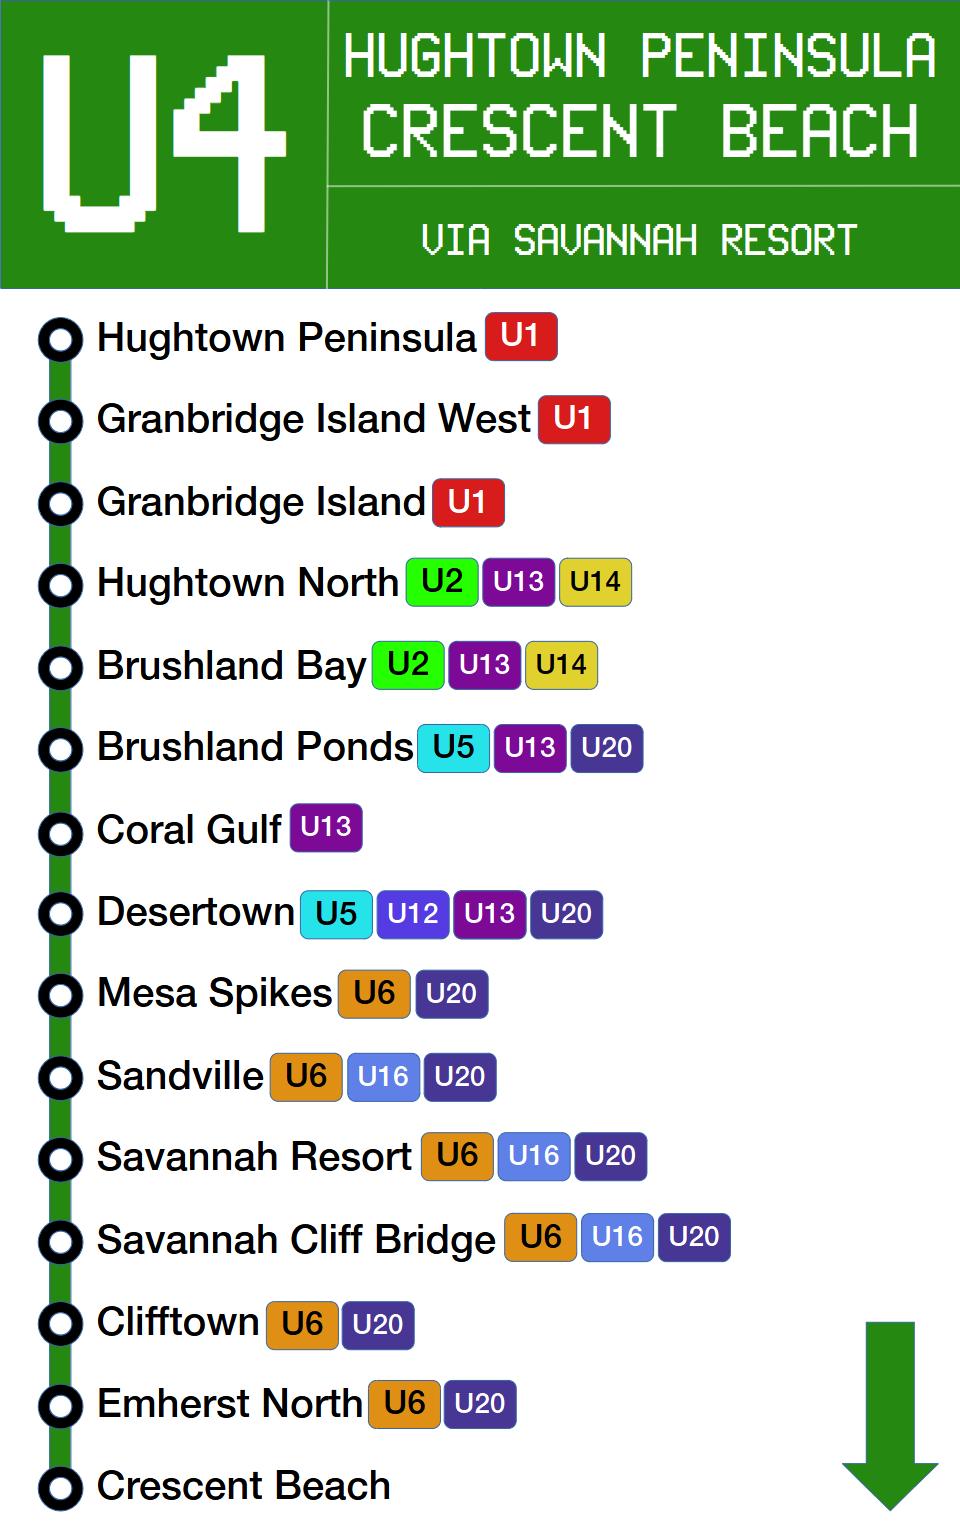 U4
HUGHTOWN PENINSULA
CRESCENT BEACH
VIA SAVANNAH RESORT
Hughtown Peninsula U1
Granbridge Island West U1
Granbridge Island U1
Hughtown North U2 U13 U14
Brushland Bay U2 U13 U14
Brushland Ponds U5 U13 U20
Coral Gulf U13
Desertown U5 U12 U13 U20
Mesa Spikes U6 U20
Sandville U6 U16 U20
Savannah Resort U6 U16 U20
Savannah Cliff Bridge U6 U16 U20
Clifftown U6 U20
Emherst North U6 U20
Crescent Beach